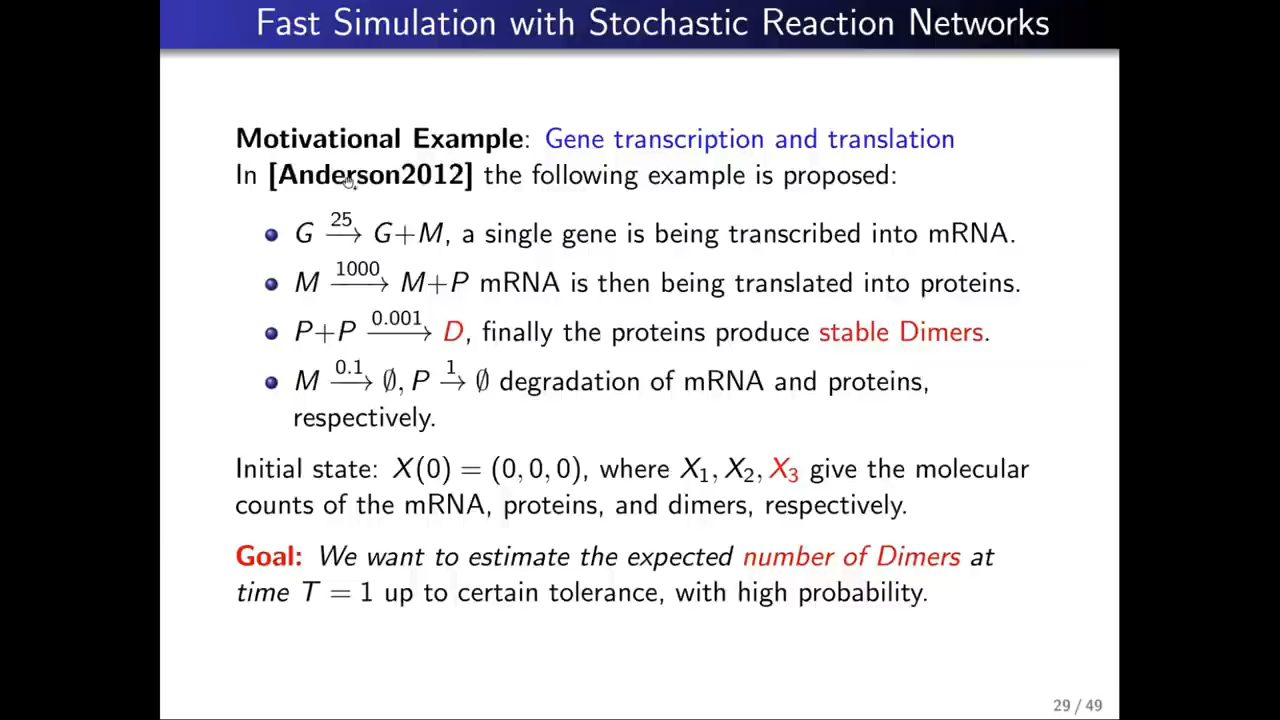 Fast Simulation with Stochastic Reaction Networks
Motivational Example: Gene transcription and translation
In [Anderson2012] the following example is proposed:
• G 25→ G+M, a single gene is being transcribed into mRNA.
• M 1000→ M+P mRNA is then being translated into proteins.
• P+P 0.001→ D, finally the proteins produce stable Dimers.
• M 0.1→ ∅, P 1→ ∅ degradation of mRNA and proteins,
respectively.
Initial state: X(0) = (0, 0, 0), where X₁, X₂, X₃ give the molecular
counts of the mRNA, proteins, and dimers, respectively.
Goal: We want to estimate the expected number of Dimers at
time T = 1 up to certain tolerance, with high probability.
29 / 49